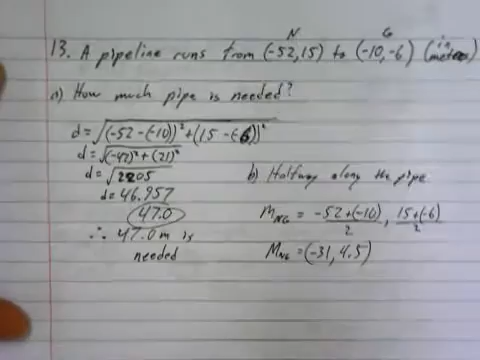 N G
13. A pipeline runs from (-52,15) to (-10,-6) (in metres)
a) How much pipe is needed?
d=√(-52-(-10))²+(15-(-6))²
d=√(-42)²+(21)²
d=√2205
d=46.957
47.0
∴ 47.0 m is
needed
b) Halfway along the pipe
M_NG = -52+(-10)/2, 15+(-6)/2
M_NG = (-31, 4.5)